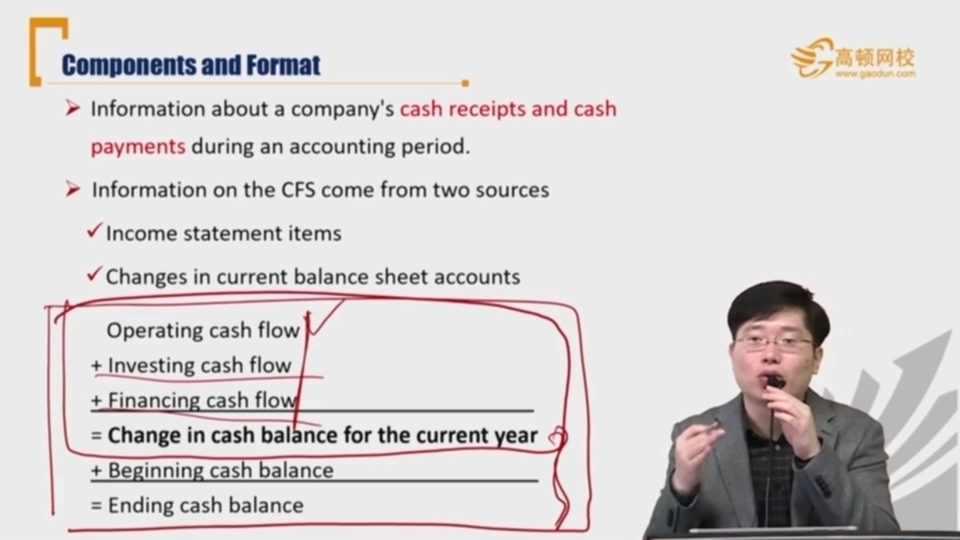 Components and Format
高顿网校
www.gaodun.com
Information about a company's cash receipts and cash
payments during an accounting period.
Information on the CFS come from two sources
Income statement items
Changes in current balance sheet accounts
Operating cash flow
+ Investing cash flow
+ Financing cash flow
= Change in cash balance for the current year
+ Beginning cash balance
= Ending cash balance